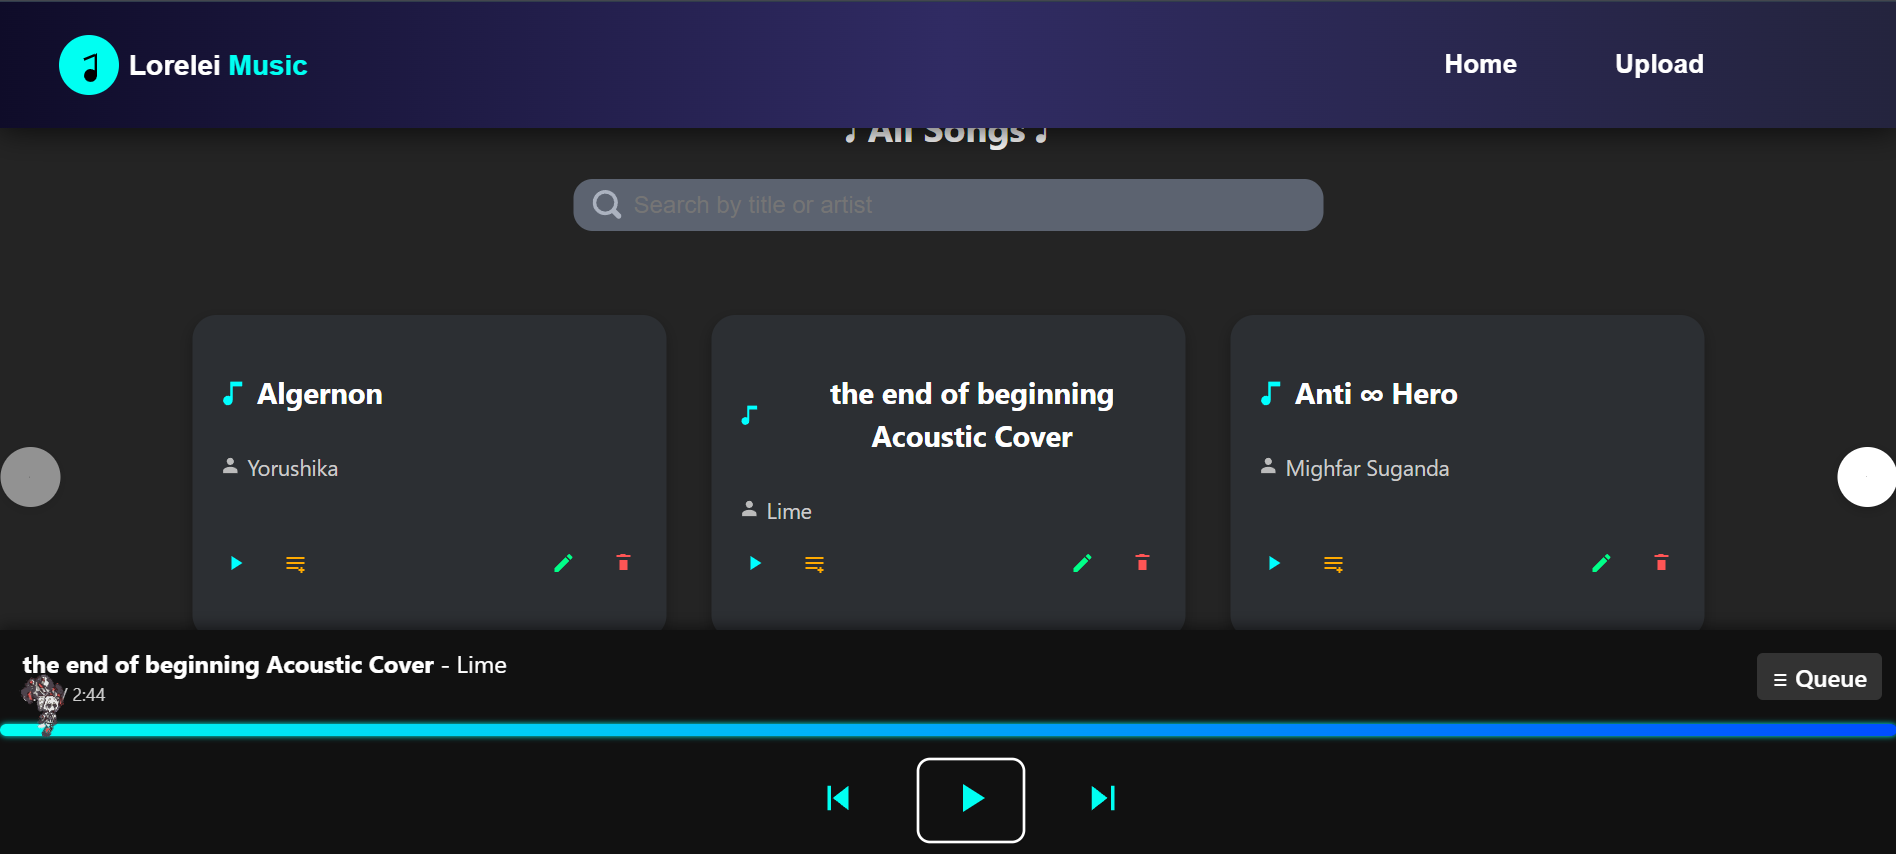 Lorelei Music
Home
Upload
All Songs
Search by title or artist
Algernon
Yorushika
the end of beginning
Acoustic Cover
Lime
Anti ∞ Hero
Mighfar Suganda
the end of beginning Acoustic Cover - Lime
/ 2:44
Queue